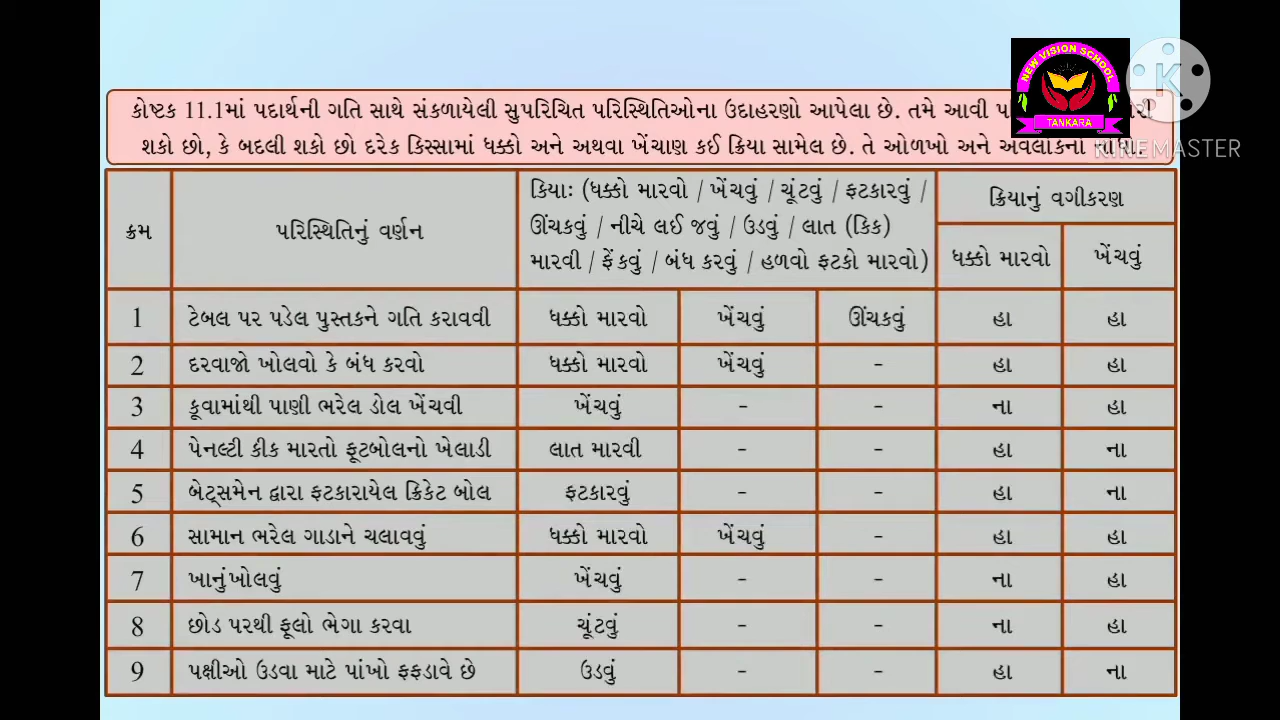 NEW VISION SCHOOL
TANKARA
K
KINEMASTER
કોષ્ટક 11.1માં પદાર્થની ગતિ સાથે સંકળાયેલી સુપરિચિત પરિસ્થિતિઓના ઉદાહરણો આપેલા છે. તમે આવી
શકો છો, કે બદલી શકો છો દરેક કિસ્સામાં ધક્કો અને અથવા ખેંચાણ કઈ ક્રિયા સામેલ છે. તે ઓળખો અને
ક્રમ પરિસ્થિતિનું વર્ણન
કિયાઃ (ધક્કો મારવો / ખેંચવું / ચૂંટવું / ફટકારવું /
ઊંચકવું / નીચે લઈ જવું / ઉડવું / લાત (કિક)
મારવી / ફેંકવું / બંધ કરવું / હળવો ફટકો મારવો)
ક્રિયાનું વગીકરણ
ધક્કો મારવો ખેંચવું
1 ટેબલ પર પડેલ પુસ્તકને ગતિ કરાવવી ધક્કો મારવો ખેંચવું ઊંચકવું હા હા
2 દરવાજો ખોલવો કે બંધ કરવો ધક્કો મારવો ખેંચવું - હા હા
3 કૂવામાંથી પાણી ભરેલ ડોલ ખેંચવી ખેંચવું - - ના હા
4 પેનલ્ટી કીક મારતો ફૂટબોલનો ખેલાડી લાત મારવી - - હા ના
5 બેટ્સમેન દ્વારા ફટકારાયેલ ક્રિકેટ બોલ ફટકારવું - - હા ના
6 સામાન ભરેલ ગાડાને ચલાવવું ધક્કો મારવો ખેંચવું - હા હા
7 ખાનુંખોલવું ખેંચવું - - ના હા
8 છોડ પરથી ફૂલો ભેગા કરવા ચૂંટવું - - ના હા
9 પક્ષીઓ ઉડવા માટે પાંખો ફફડાવે છે ઉડવું - - હા ના